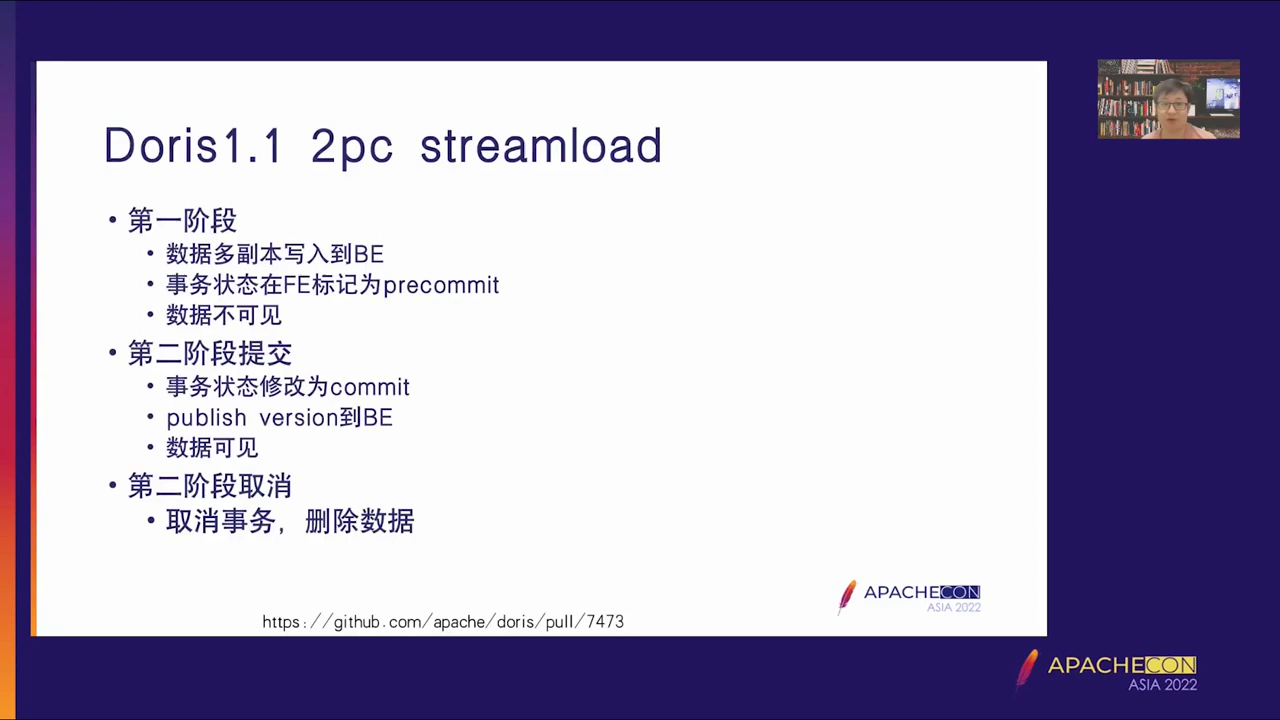 Doris1.1 2pc streamload
• 第一阶段
• 数据多副本写入到BE
• 事务状态在FE标记为precommit
• 数据不可见
• 第二阶段提交
• 事务状态修改为commit
• publish version到BE
• 数据可见
• 第二阶段取消
• 取消事务，删除数据
APACHECON
ASIA 2022
https://github.com/apache/doris/pull/7473
APACHECON
ASIA 2022